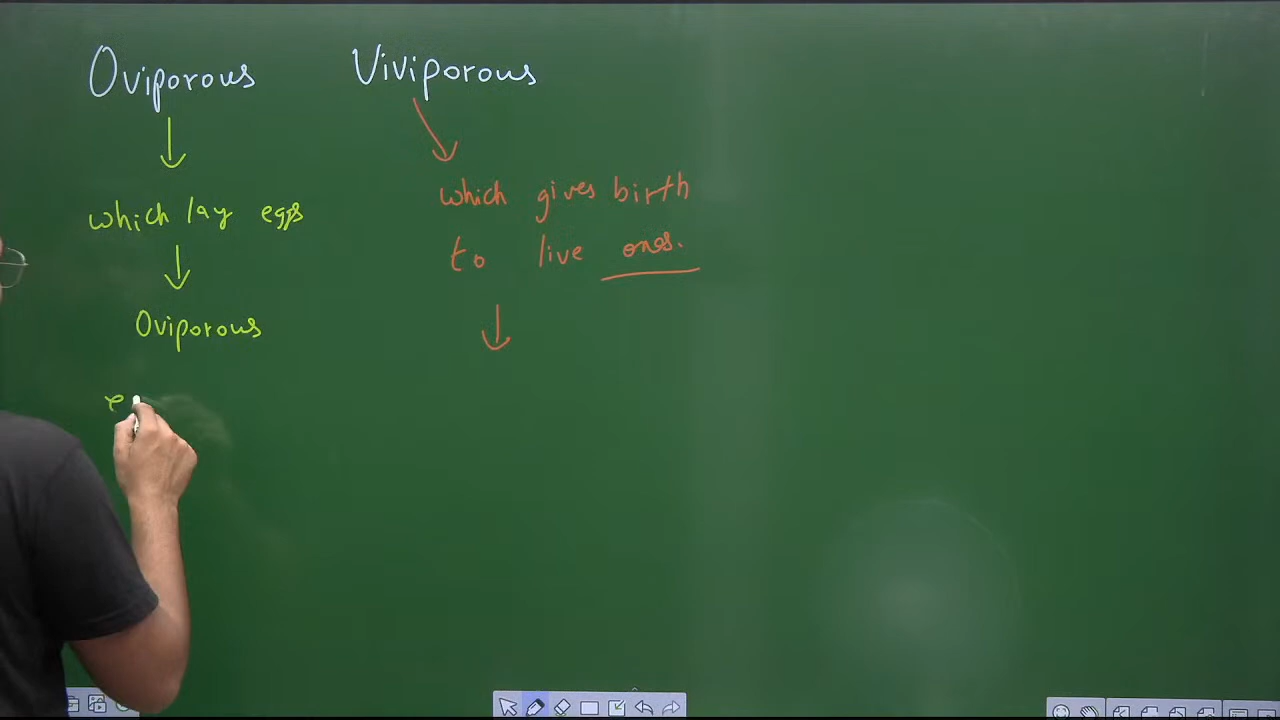 Oviporous
Viviporous
which lay eggs
which gives birth
to live ones.
Oviporous